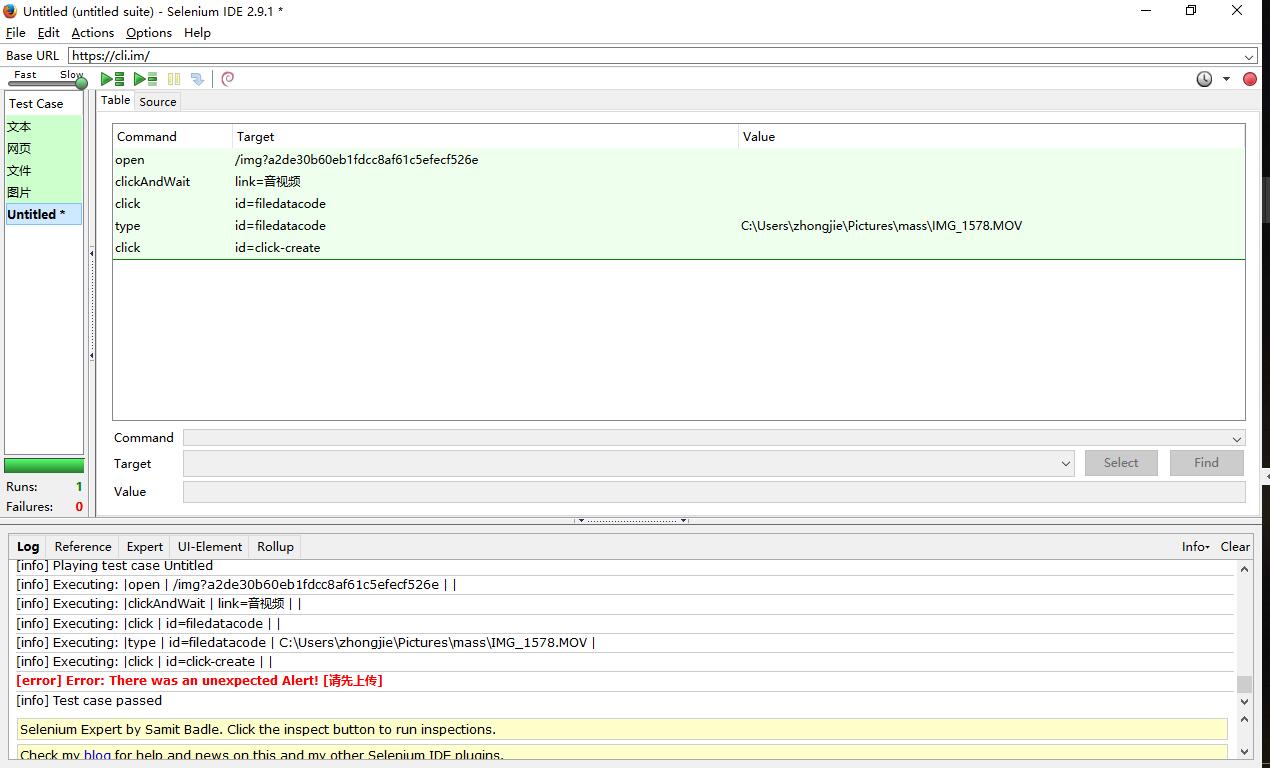 Untitled (untitled suite) - Selenium IDE 2.9.1 *
File Edit Actions Options Help
Base URL https://cli.im/
Fast Slow
Test Case
文本
网页
文件
图片
Untitled *
Runs: 1
Failures: 0
Table Source
Command Target Value
open /img?a2de30b60eb1fdcc8af61c5efecf526e
clickAndWait link=音视频
click id=filedatacode
type id=filedatacode C:\Users\zhongjie\Pictures\mass\IMG_1578.MOV
click id=click-create
Command
Target Select Find
Value
Log Reference Expert UI-Element Rollup Info Clear
[info] Playing test case Untitled
[info] Executing: |open | /img?a2de30b60eb1fdcc8af61c5efecf526e | |
[info] Executing: |clickAndWait | link=音视频 | |
[info] Executing: |click | id=filedatacode | |
[info] Executing: |type | id=filedatacode | C:\Users\zhongjie\Pictures\mass\IMG_1578.MOV |
[info] Executing: |click | id=click-create | |
[error] Error: There was an unexpected Alert! [请先上传]
[info] Test case passed
Selenium Expert by Samit Badle. Click the inspect button to run inspections.
Check my blog for help and news on this and my other Selenium IDE plugins.